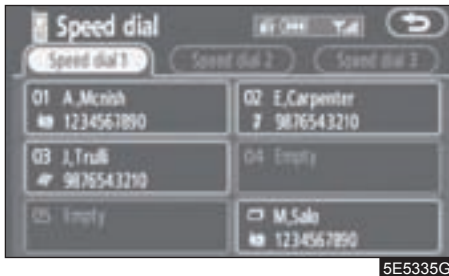 Speed dial
Speed dial 1 Speed dial 2 Speed dial 3
01 A,Mcnish
1234567890
02 E,Carpenter
9876543210
03 J,Trulli
9876543210
04 Empty
05 Empty
M,Salo
1234567890
5E5335G